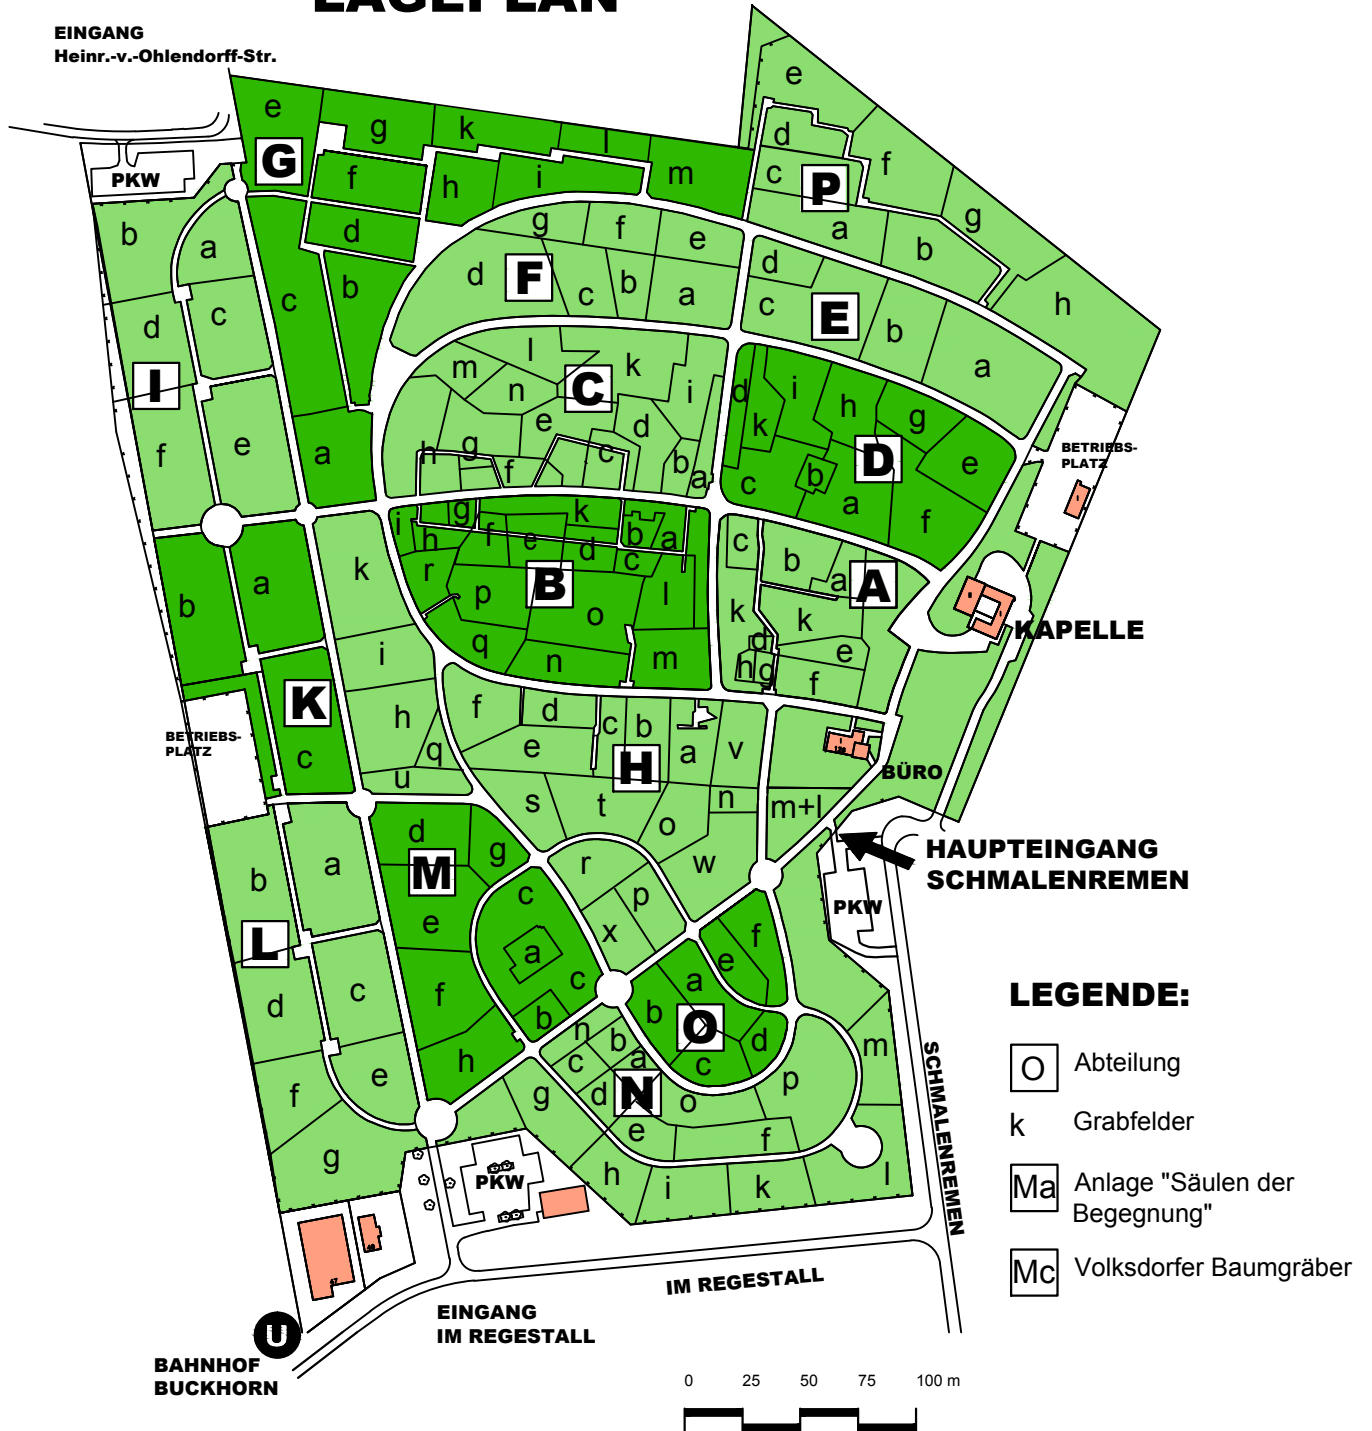 LAGEPLAN
EINGANG
Heinr.-v.-Ohlendorff-Str.
PKW
e
g
k
l
m
G
f
h
i
d
b
c
a
e
d
c
P
f
a
b
g
h
b
a
d
c
I
f
e
g
f
e
d
F
c
b
a
d
c
E
b
a
l
k
m
n
C
i
e
d
h
g
f
c
b
a
d
i
h
g
k
D
e
c
b
a
f
BETRIEBS-
PLATZ
i
g
k
h
f
e
d
b
a
c
r
p
B
o
l
q
n
m
c
b
a
A
k
k
d
e
h
g
f
KAPELLE
b
a
K
c
BETRIEBS-
PLATZ
k
i
h
q
u
f
d
c
b
a
v
e
H
s
t
n
o
m+l
r
p
w
x
BÜRO
HAUPTEINGANG
SCHMALENREMEN
PKW
b
a
L
d
c
f
e
g
d
g
M
c
e
a
c
f
b
h
f
e
a
b
O
d
c
n
b
a
c
d
N
o
p
m
g
e
f
h
i
k
l
SCHMALENREMEN
PKW
47
IM REGESTALL
EINGANG
IM REGESTALL
U
BAHNHOF
BUCKHORN
LEGENDE:
O Abteilung
k Grabfelder
Ma Anlage "Säulen der
Begegnung"
Mc Volksdorfer Baumgräber
0 25 50 75 100 m